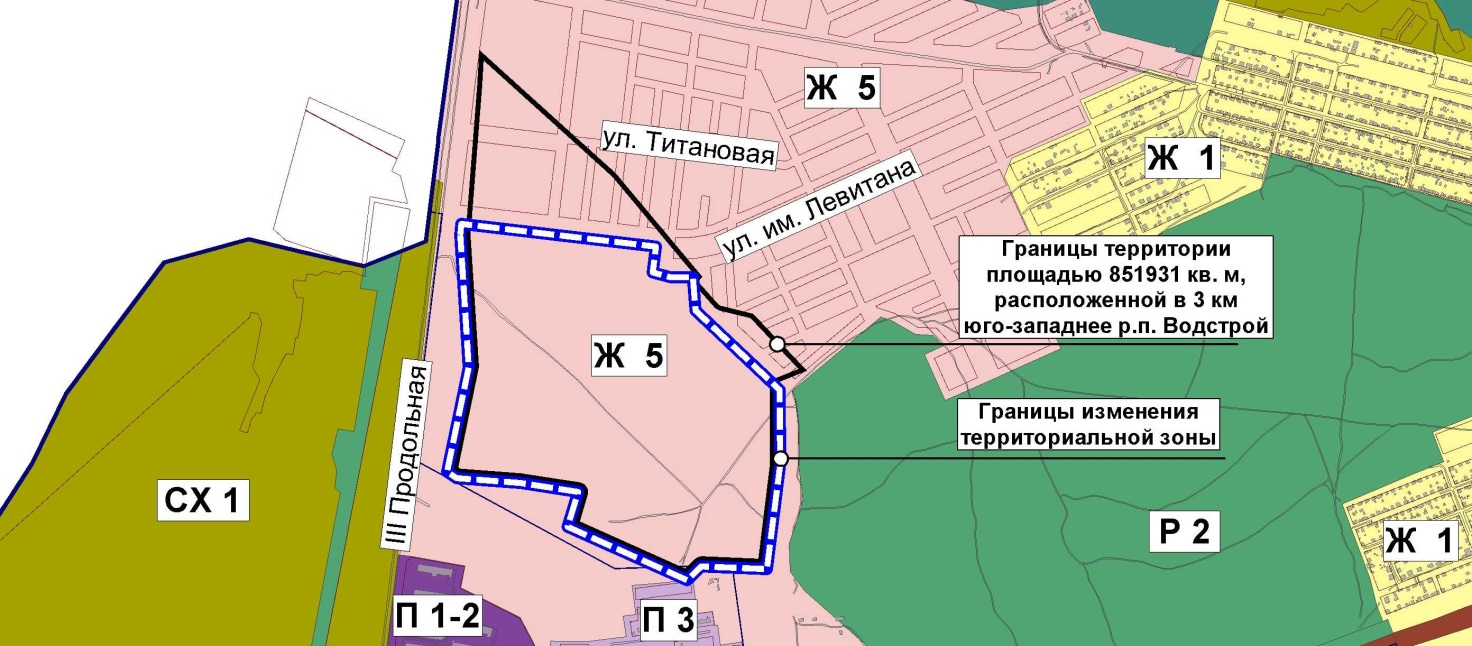 Ж 5
ул. Титановая
Ж 1
ул. им. Левитана
Границы территории
площадью 851931 кв. м,
расположенной в 3 км
юго-западнее р.п. Водстрой
Ж 5
III Продольная
Границы изменения
территориальной зоны
СХ 1
Р 2
Ж 1
П 1-2
П 3